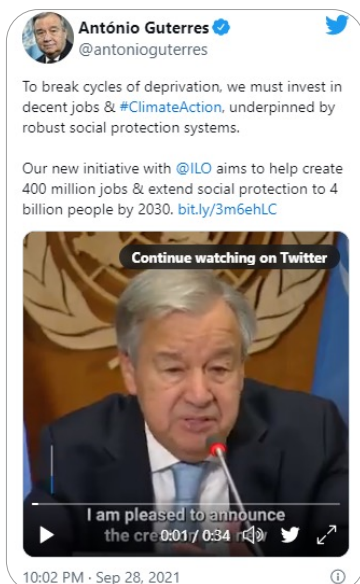 António Guterres
@antonioguterres
To break cycles of deprivation, we must invest in
decent jobs & #ClimateAction, underpinned by
robust social protection systems.
Our new initiative with @ILO aims to help create
400 million jobs & extend social protection to 4
billion people by 2030. bit.ly/3m6ehLC
Continue watching on Twitter
I am pleased to announce
the
0:01 / 0:34
10:02 PM · Sep 28, 2021